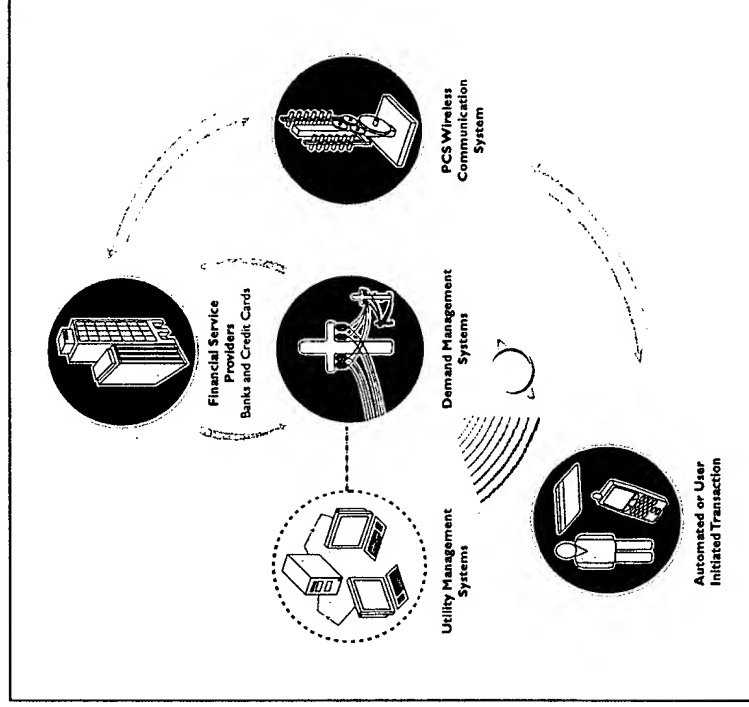 Financial Service
Providers
Banks and Credit Cards
PCS Wireless
Communication
System
Demand Management
Systems
Utility Management
Systems
Automated or User
Initiated Transaction